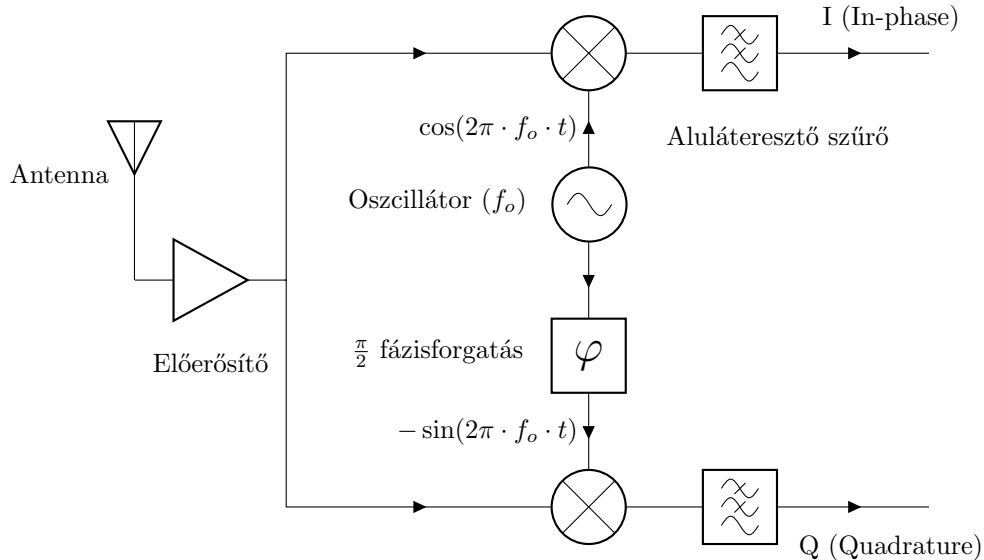 I (In-phase)
cos(2π · f_o · t)
Aluláteresztő szűrő
Antenna
Oszcillátor (f_o)
Előerősítő
π/2 fázisforgatás
φ
− sin(2π · f_o · t)
Q (Quadrature)